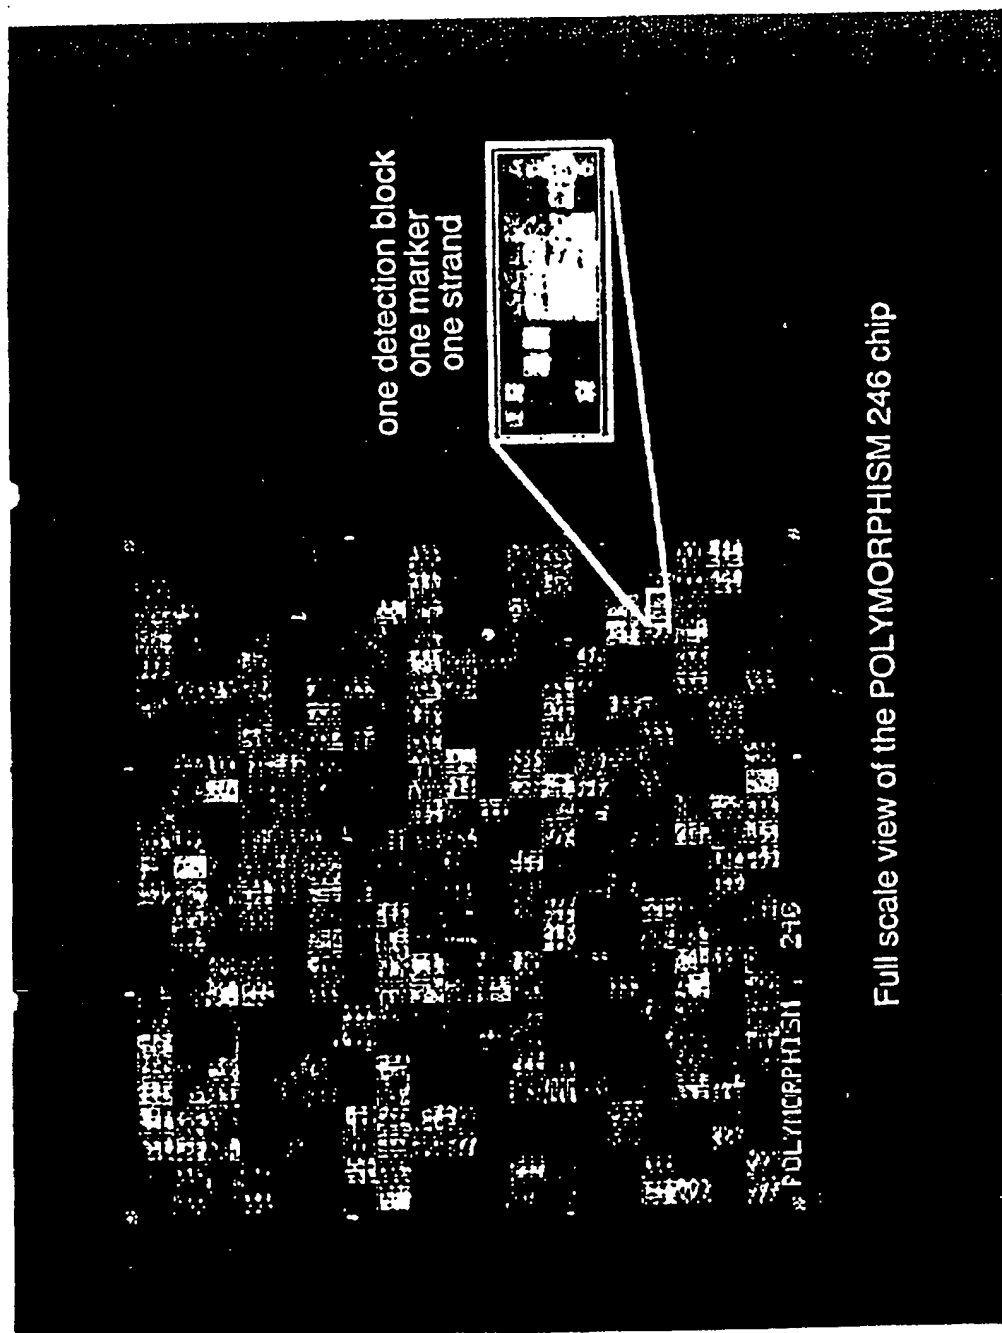 one detection block
one marker
one strand
POLYMORPHISM : 246
Full scale view of the POLYMORPHISM 246 chip